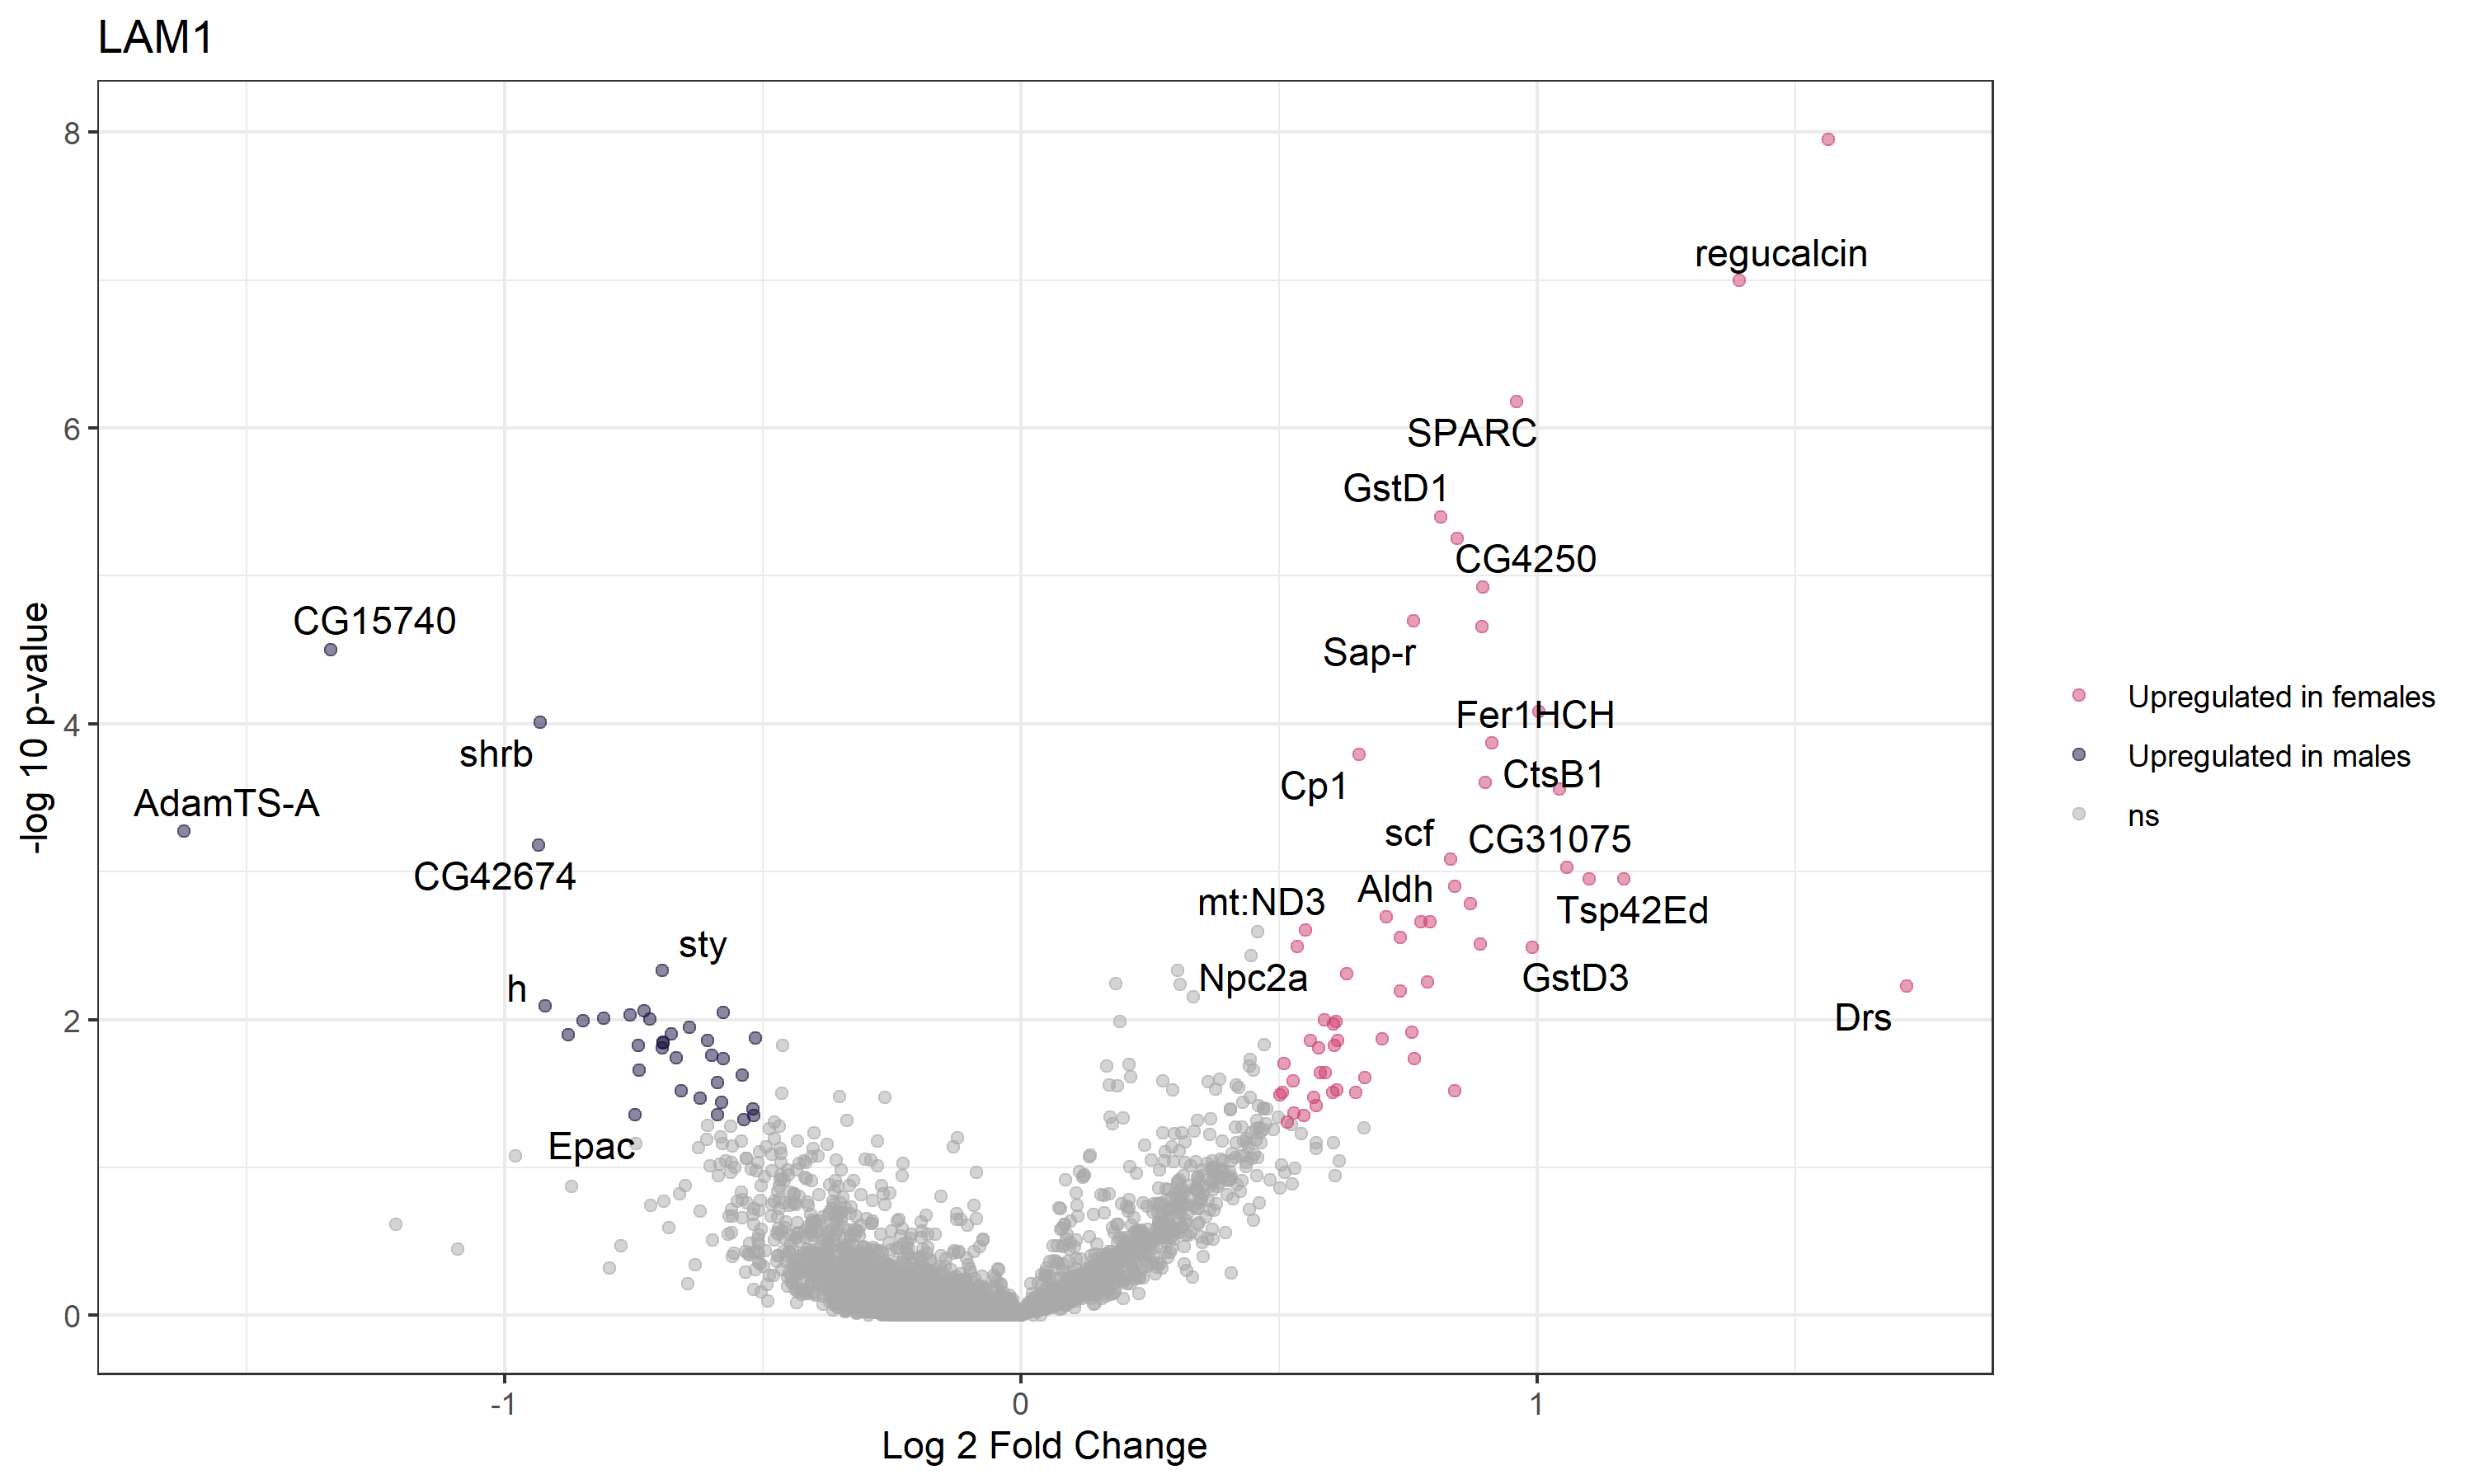 LAM1
8
regucalcin
6
SPARC
GstD1
CG4250
CG15740
Sap-r
4
Fer1HCH
shrb
CtsB1
Cp1
AdamTS-A
scf
CG31075
CG42674
Aldh
mt:ND3
Tsp42Ed
sty
h
Npc2a
GstD3
2
Drs
Epac
0
-1
0
1
Log 2 Fold Change
-log 10 p-value
Upregulated in females
Upregulated in males
ns